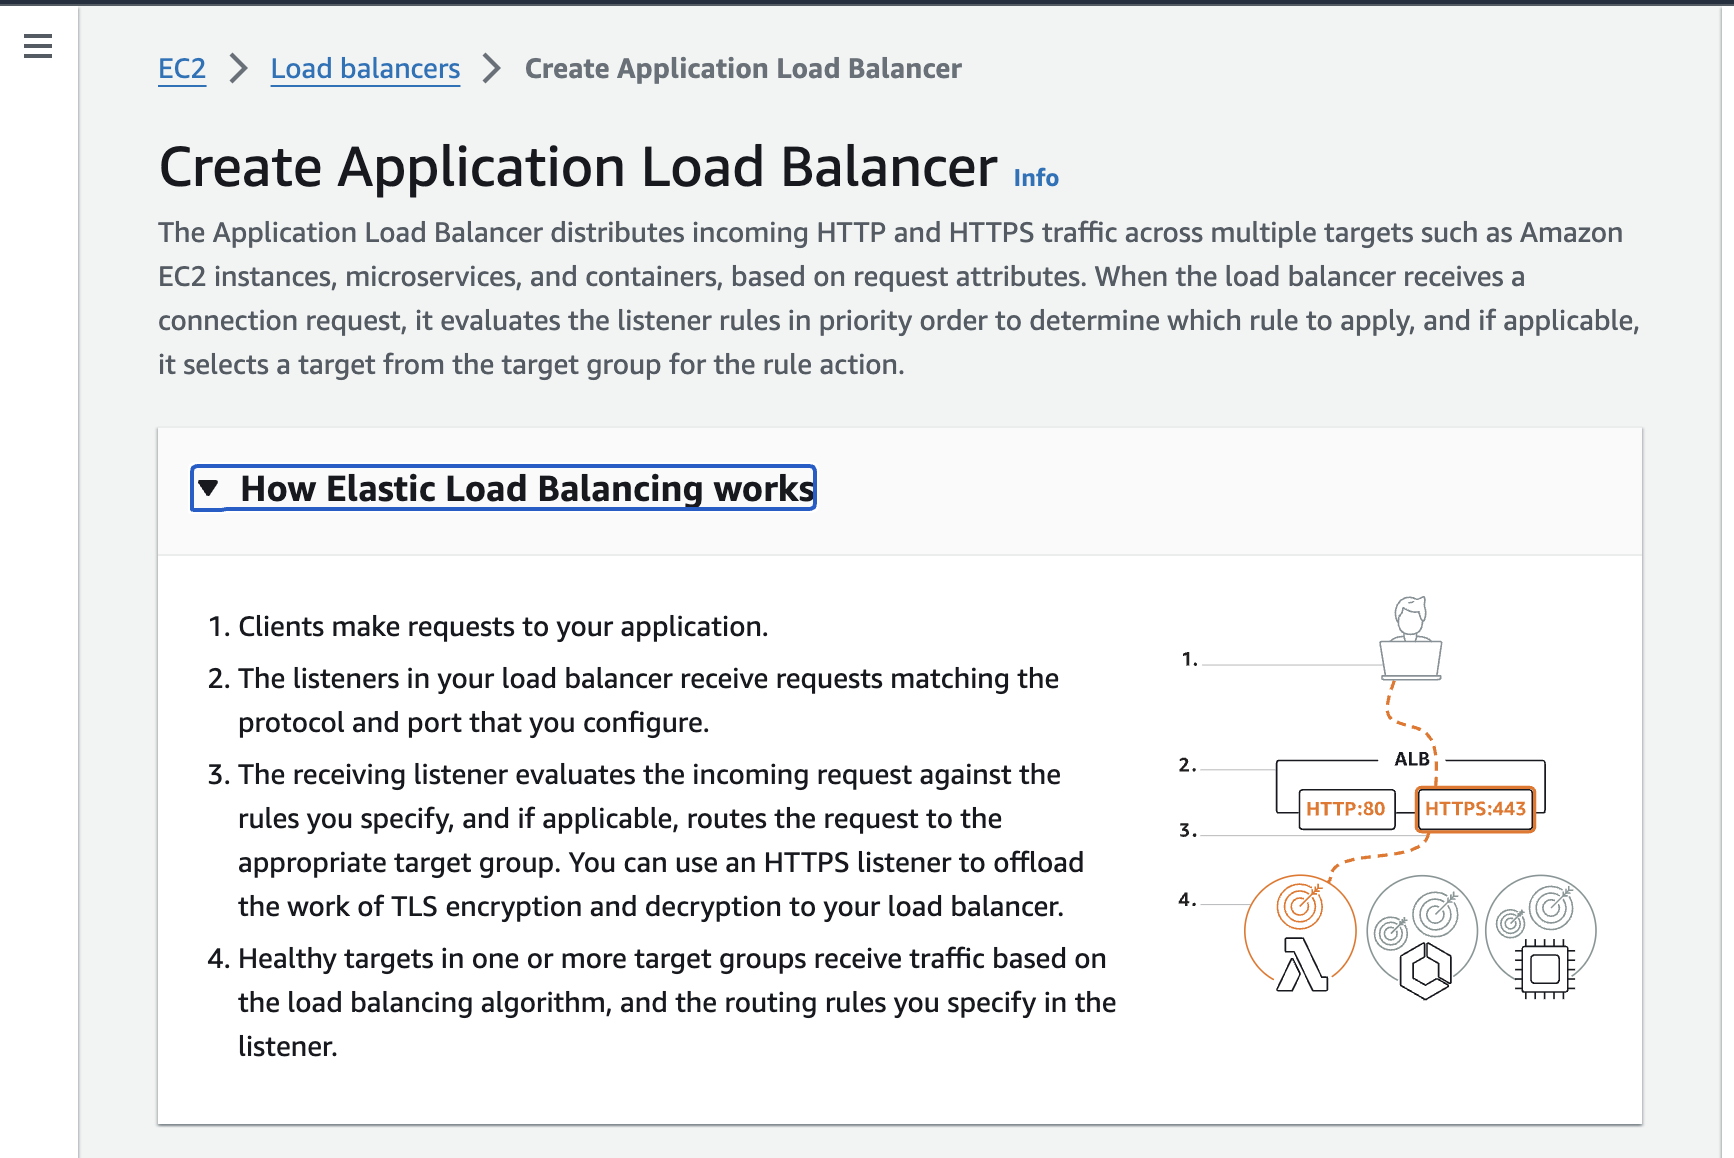 EC2 > Load balancers > Create Application Load Balancer
Create Application Load Balancer Info
The Application Load Balancer distributes incoming HTTP and HTTPS traffic across multiple targets such as Amazon
EC2 instances, microservices, and containers, based on request attributes. When the load balancer receives a
connection request, it evaluates the listener rules in priority order to determine which rule to apply, and if applicable,
it selects a target from the target group for the rule action.
How Elastic Load Balancing works
1. Clients make requests to your application.
2. The listeners in your load balancer receive requests matching the
protocol and port that you configure.
3. The receiving listener evaluates the incoming request against the
rules you specify, and if applicable, routes the request to the
appropriate target group. You can use an HTTPS listener to offload
the work of TLS encryption and decryption to your load balancer.
4. Healthy targets in one or more target groups receive traffic based on
the load balancing algorithm, and the routing rules you specify in the
listener.
1.
ALB
2.
HTTP:80 HTTPS:443
3.
4.